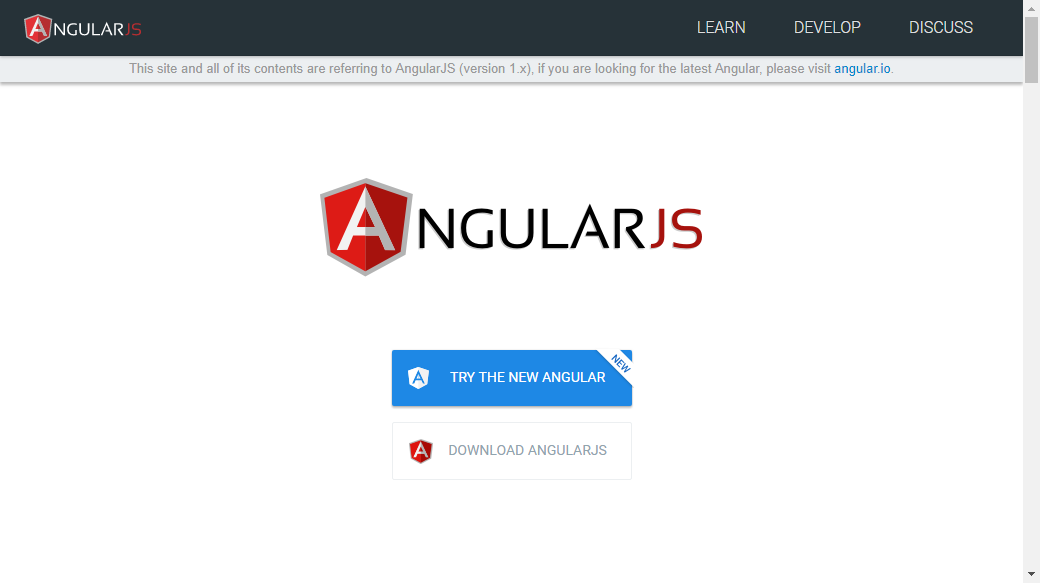 ANGULARJS
LEARN
DEVELOP
DISCUSS
This site and all of its contents are referring to AngularJS (version 1.x), if you are looking for the latest Angular, please visit angular.io.
ANGULARJS
TRY THE NEW ANGULAR
NEW
DOWNLOAD ANGULARJS